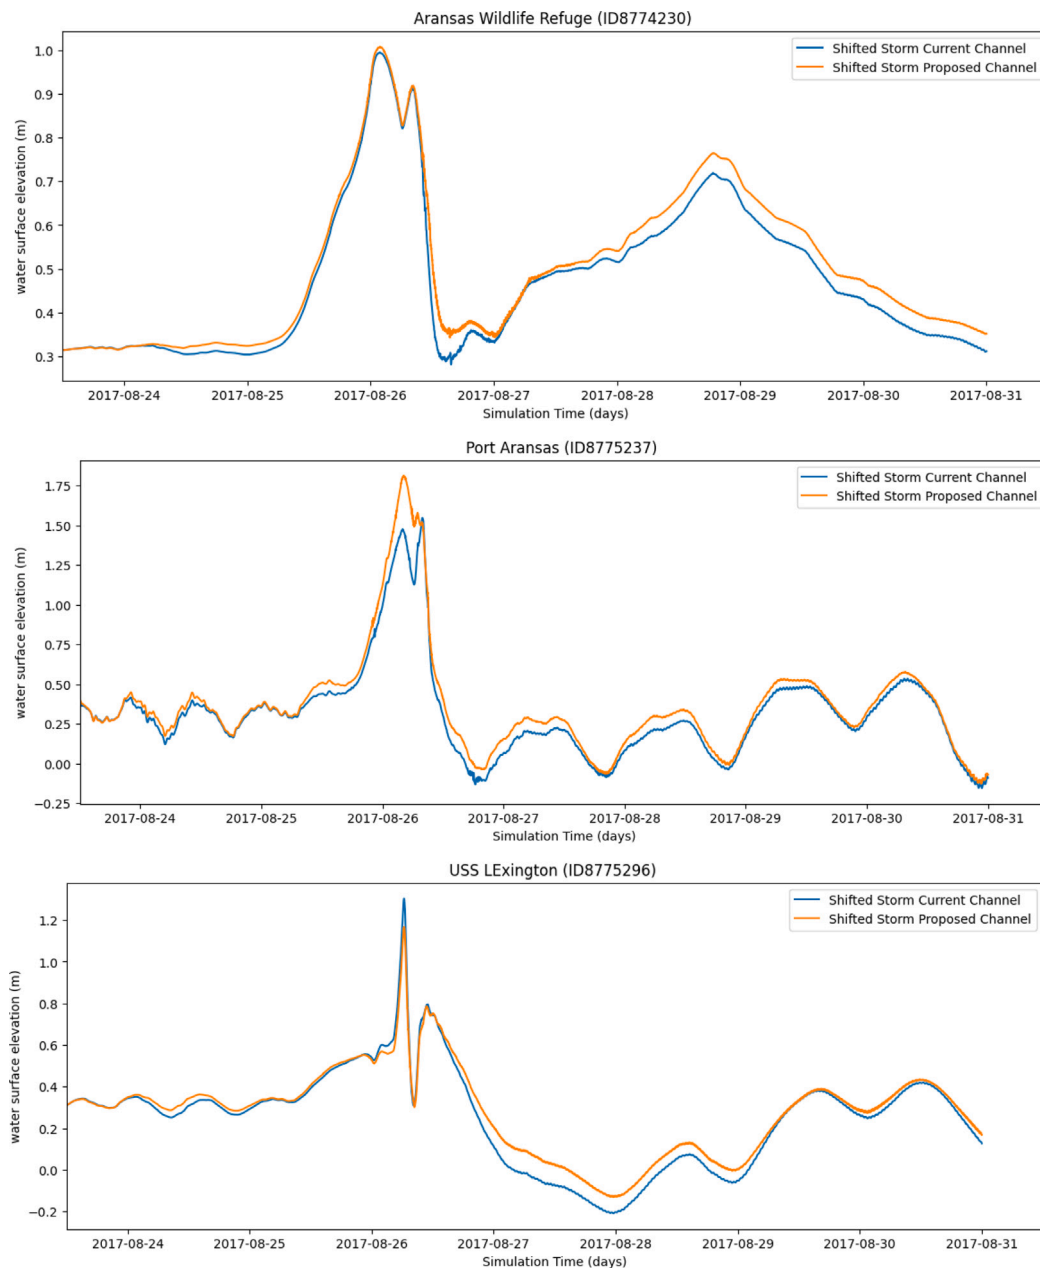 Aransas Wildlife Refuge (ID8774230)
Shifted Storm Current Channel
Shifted Storm Proposed Channel
water surface elevation (m)
1.0
0.9
0.8
0.7
0.6
0.5
0.4
0.3
2017-08-24 2017-08-25 2017-08-26 2017-08-27 2017-08-28 2017-08-29 2017-08-30 2017-08-31
Simulation Time (days)
Port Aransas (ID8775237)
Shifted Storm Current Channel
Shifted Storm Proposed Channel
water surface elevation (m)
1.75
1.50
1.25
1.00
0.75
0.50
0.25
0.00
−0.25
2017-08-24 2017-08-25 2017-08-26 2017-08-27 2017-08-28 2017-08-29 2017-08-30 2017-08-31
Simulation Time (days)
USS LExington (ID8775296)
Shifted Storm Current Channel
Shifted Storm Proposed Channel
water surface elevation (m)
1.2
1.0
0.8
0.6
0.4
0.2
0.0
−0.2
2017-08-24 2017-08-25 2017-08-26 2017-08-27 2017-08-28 2017-08-29 2017-08-30 2017-08-31
Simulation Time (days)